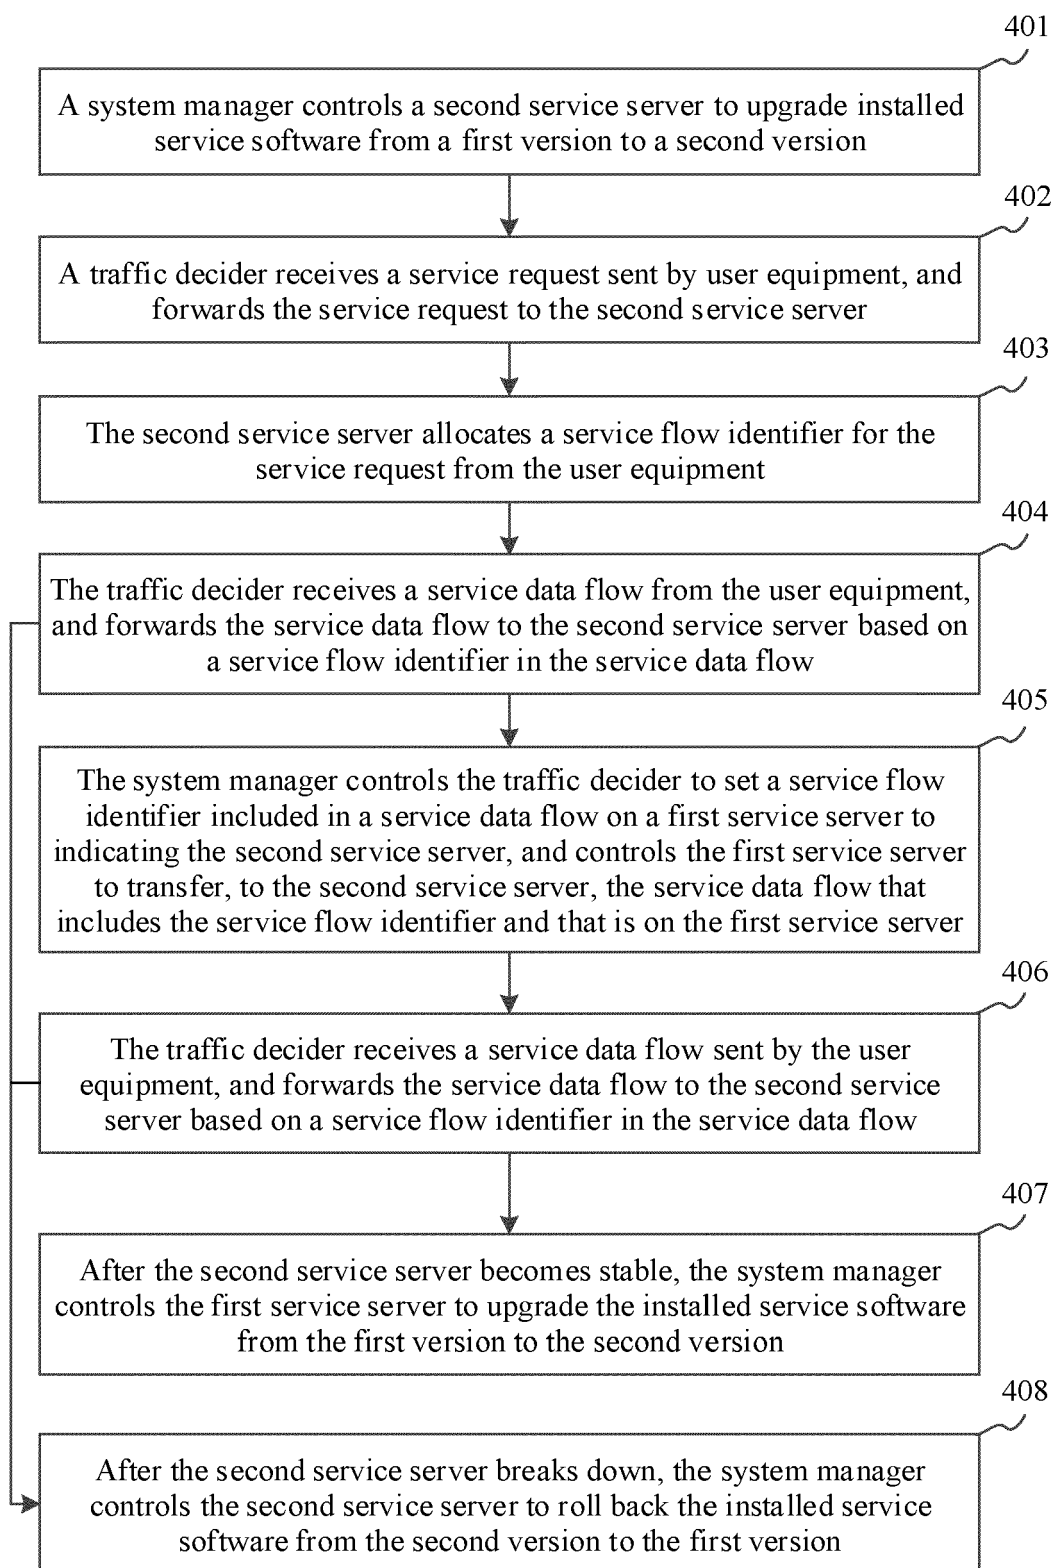 401
A system manager controls a second service server to upgrade installed
service software from a first version to a second version
402
A traffic decider receives a service request sent by user equipment, and
forwards the service request to the second service server
403
The second service server allocates a service flow identifier for the
service request from the user equipment
404
The traffic decider receives a service data flow from the user equipment,
and forwards the service data flow to the second service server based on
a service flow identifier in the service data flow
405
The system manager controls the traffic decider to set a service flow
identifier included in a service data flow on a first service server to
indicating the second service server, and controls the first service server
to transfer, to the second service server, the service data flow that
includes the service flow identifier and that is on the first service server
406
The traffic decider receives a service data flow sent by the user
equipment, and forwards the service data flow to the second service
server based on a service flow identifier in the service data flow
407
After the second service server becomes stable, the system manager
controls the first service server to upgrade the installed service software
from the first version to the second version
408
After the second service server breaks down, the system manager
controls the second service server to roll back the installed service
software from the second version to the first version